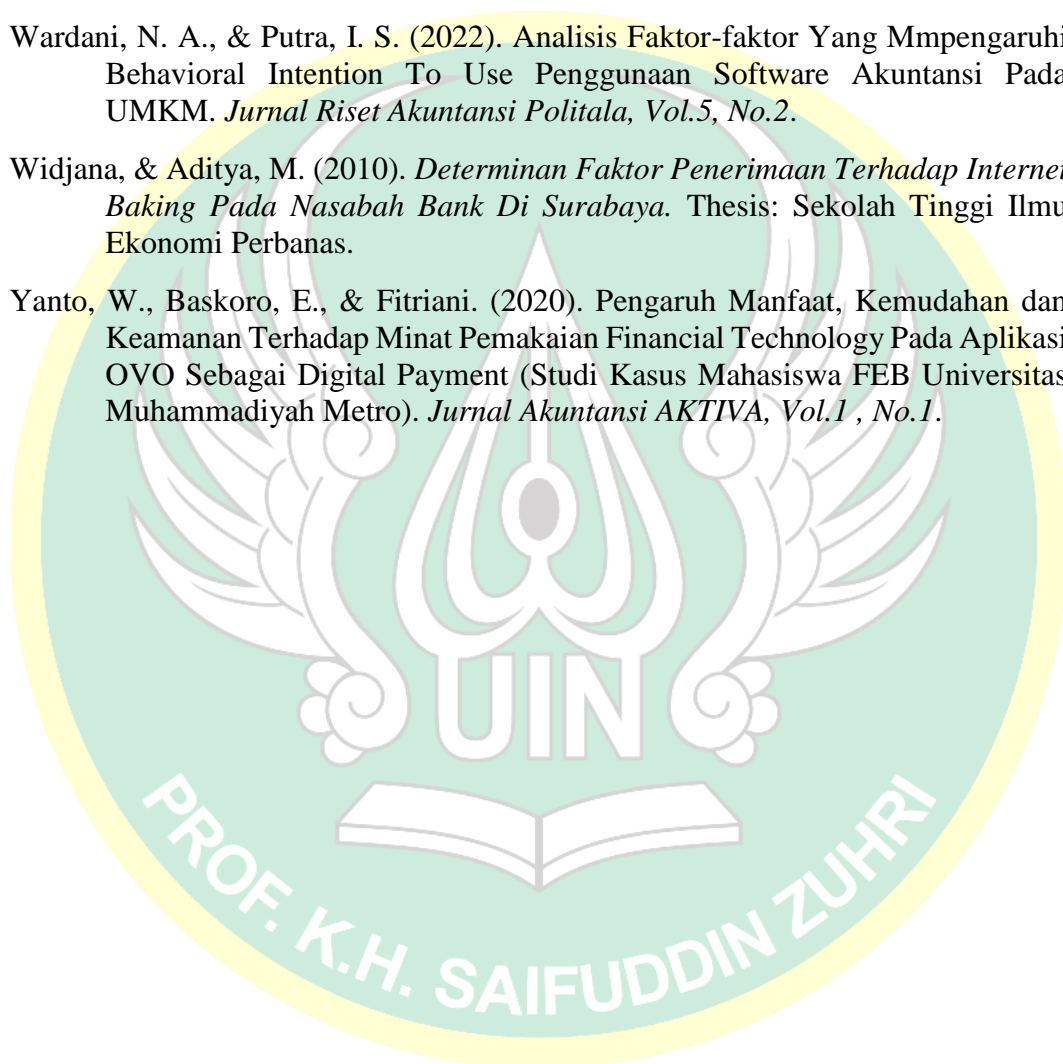 Wardani, N. A., & Putra, I. S. (2022). Analisis Faktor-faktor Yang Mmpengaruhi
Behavioral Intention To Use Penggunaan Software Akuntansi Pada
UMKM. Jurnal Riset Akuntansi Politala, Vol.5, No.2.
Widjana, & Aditya, M. (2010). Determinan Faktor Penerimaan Terhadap Internet
Baking Pada Nasabah Bank Di Surabaya. Thesis: Sekolah Tinggi Ilmu
Ekonomi Perbanas.
Yanto, W., Baskoro, E., & Fitriani. (2020). Pengaruh Manfaat, Kemudahan dan
Keamanan Terhadap Minat Pemakaian Financial Technology Pada Aplikasi
OVO Sebagai Digital Payment (Studi Kasus Mahasiswa FEB Universitas
Muhammadiyah Metro). Jurnal Akuntansi AKTIVA, Vol.1 , No.1.
UIN
PROF. K.H. SAIFUDDIN ZUHRI